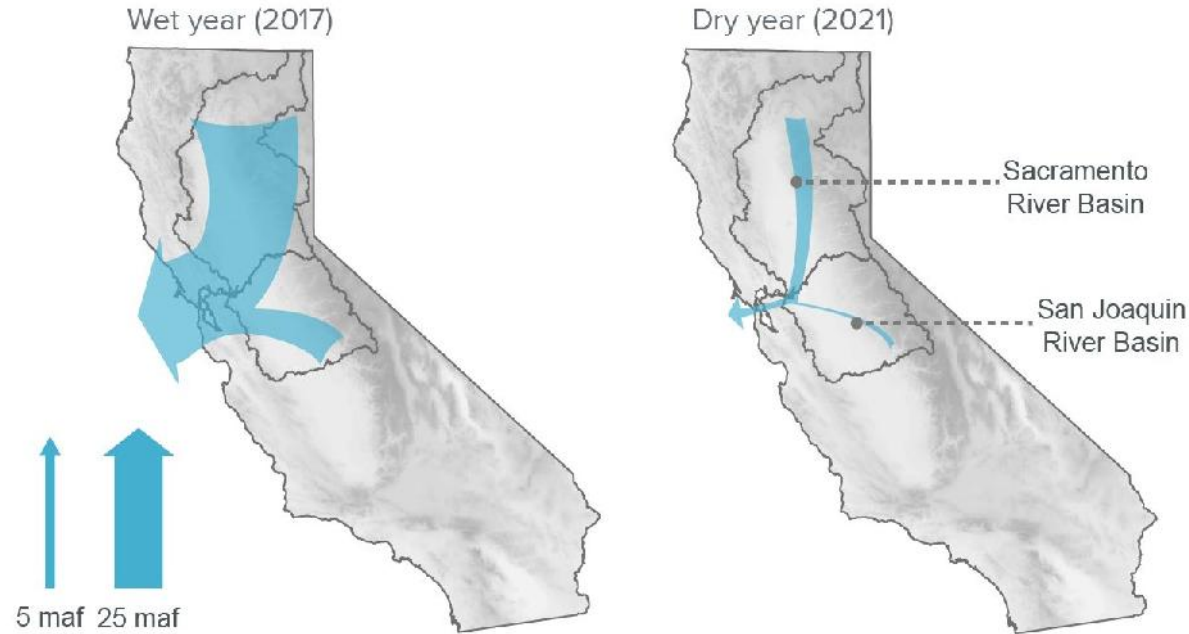 Wet year (2017)
Dry year (2021)
Sacramento
River Basin
San Joaquin
River Basin
5 maf
25 maf